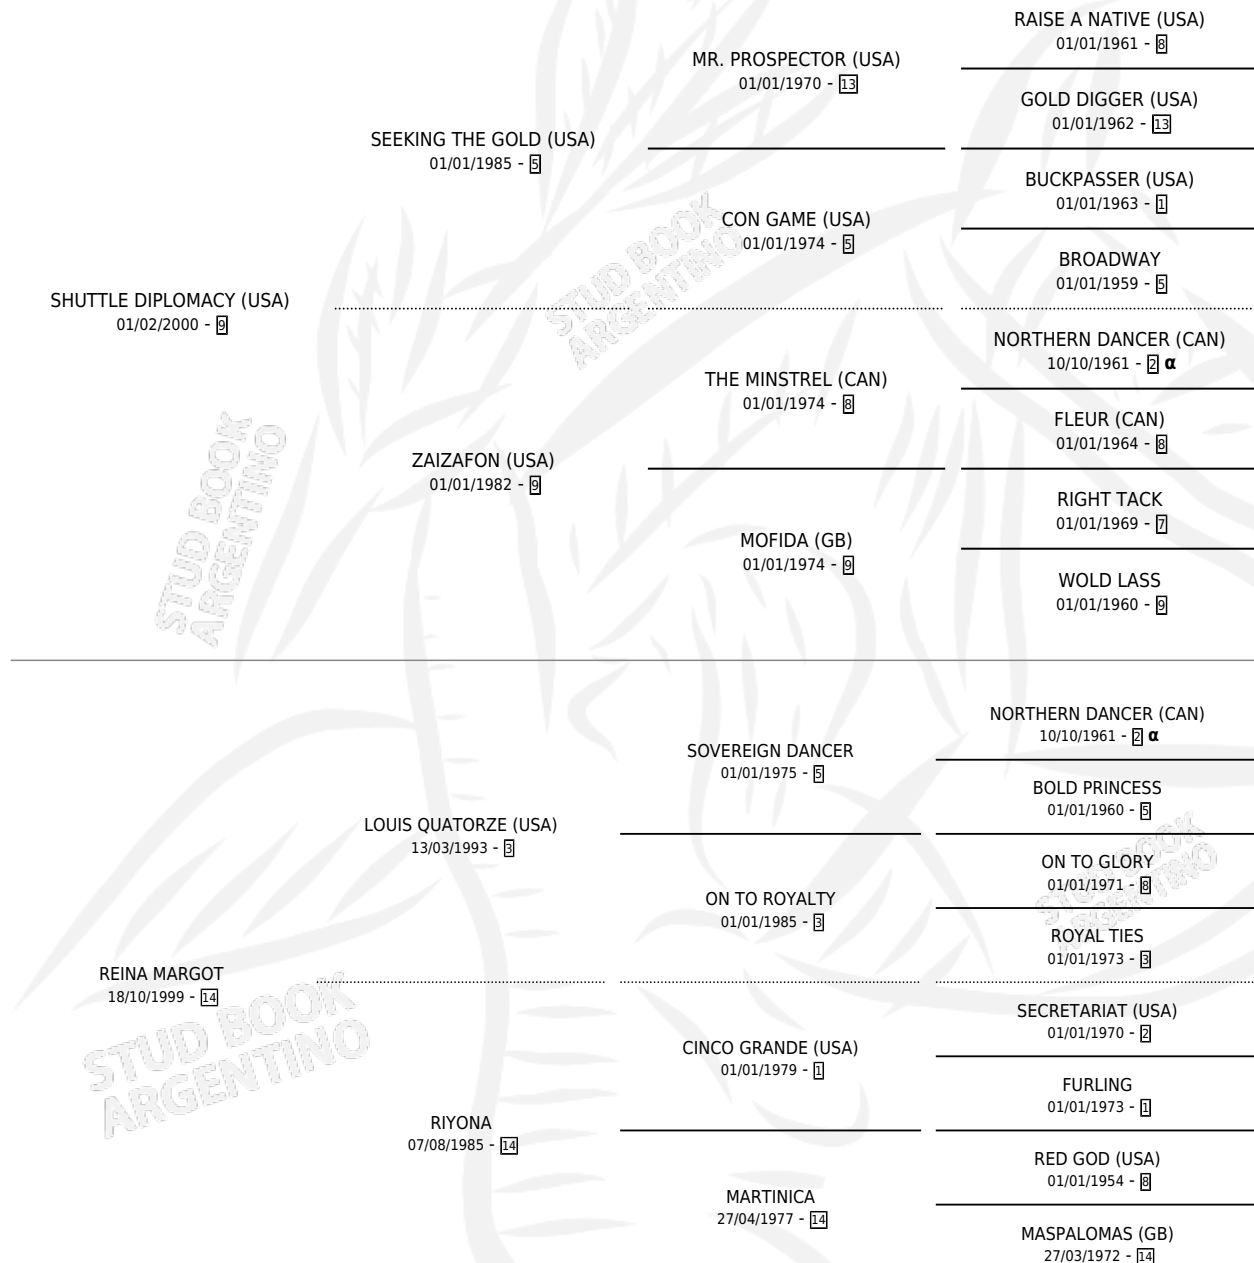 SHUTTLE DIPLOMACY (USA)
01/02/2000 - 9
SEEKING THE GOLD (USA)
01/01/1985 - 5
MR. PROSPECTOR (USA)
01/01/1970 - 13
RAISE A NATIVE (USA)
01/01/1961 - 8
GOLD DIGGER (USA)
01/01/1962 - 13
CON GAME (USA)
01/01/1974 - 5
BUCKPASSER (USA)
01/01/1963 - 1
BROADWAY
01/01/1959 - 5
ZAIZAFON (USA)
01/01/1982 - 9
THE MINSTREL (CAN)
01/01/1974 - 8
NORTHERN DANCER (CAN)
10/10/1961 - 2 α
FLEUR (CAN)
01/01/1964 - 8
MOFIDA (GB)
01/01/1974 - 9
RIGHT TACK
01/01/1969 - 7
WOLD LASS
01/01/1960 - 9
REINA MARGOT
18/10/1999 - 14
LOUIS QUATORZE (USA)
13/03/1993 - 3
SOVEREIGN DANCER
01/01/1975 - 5
NORTHERN DANCER (CAN)
10/10/1961 - 2 α
BOLD PRINCESS
01/01/1960 - 5
ON TO ROYALTY
01/01/1985 - 3
ON TO GLORY
01/01/1971 - 8
ROYAL TIES
01/01/1973 - 3
RIYONA
07/08/1985 - 14
CINCO GRANDE (USA)
01/01/1979 - 1
SECRETARIAT (USA)
01/01/1970 - 2
FURLING
01/01/1973 - 1
MARTINICA
27/04/1977 - 14
RED GOD (USA)
01/01/1954 - 8
MASPALOMAS (GB)
27/03/1972 - 14
STUD BOOK
ARGENTINO
STUD BOOK
ARGENTINO
STUD BOOK
ARGENTINO
STUD BOOK
ARGENTINO